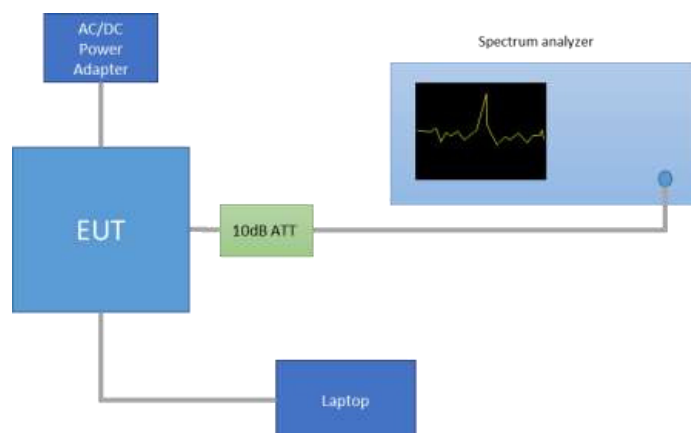 AC/DC
Power
Adapter
Spectrum analyzer
EUT
10dB ATT
Laptop